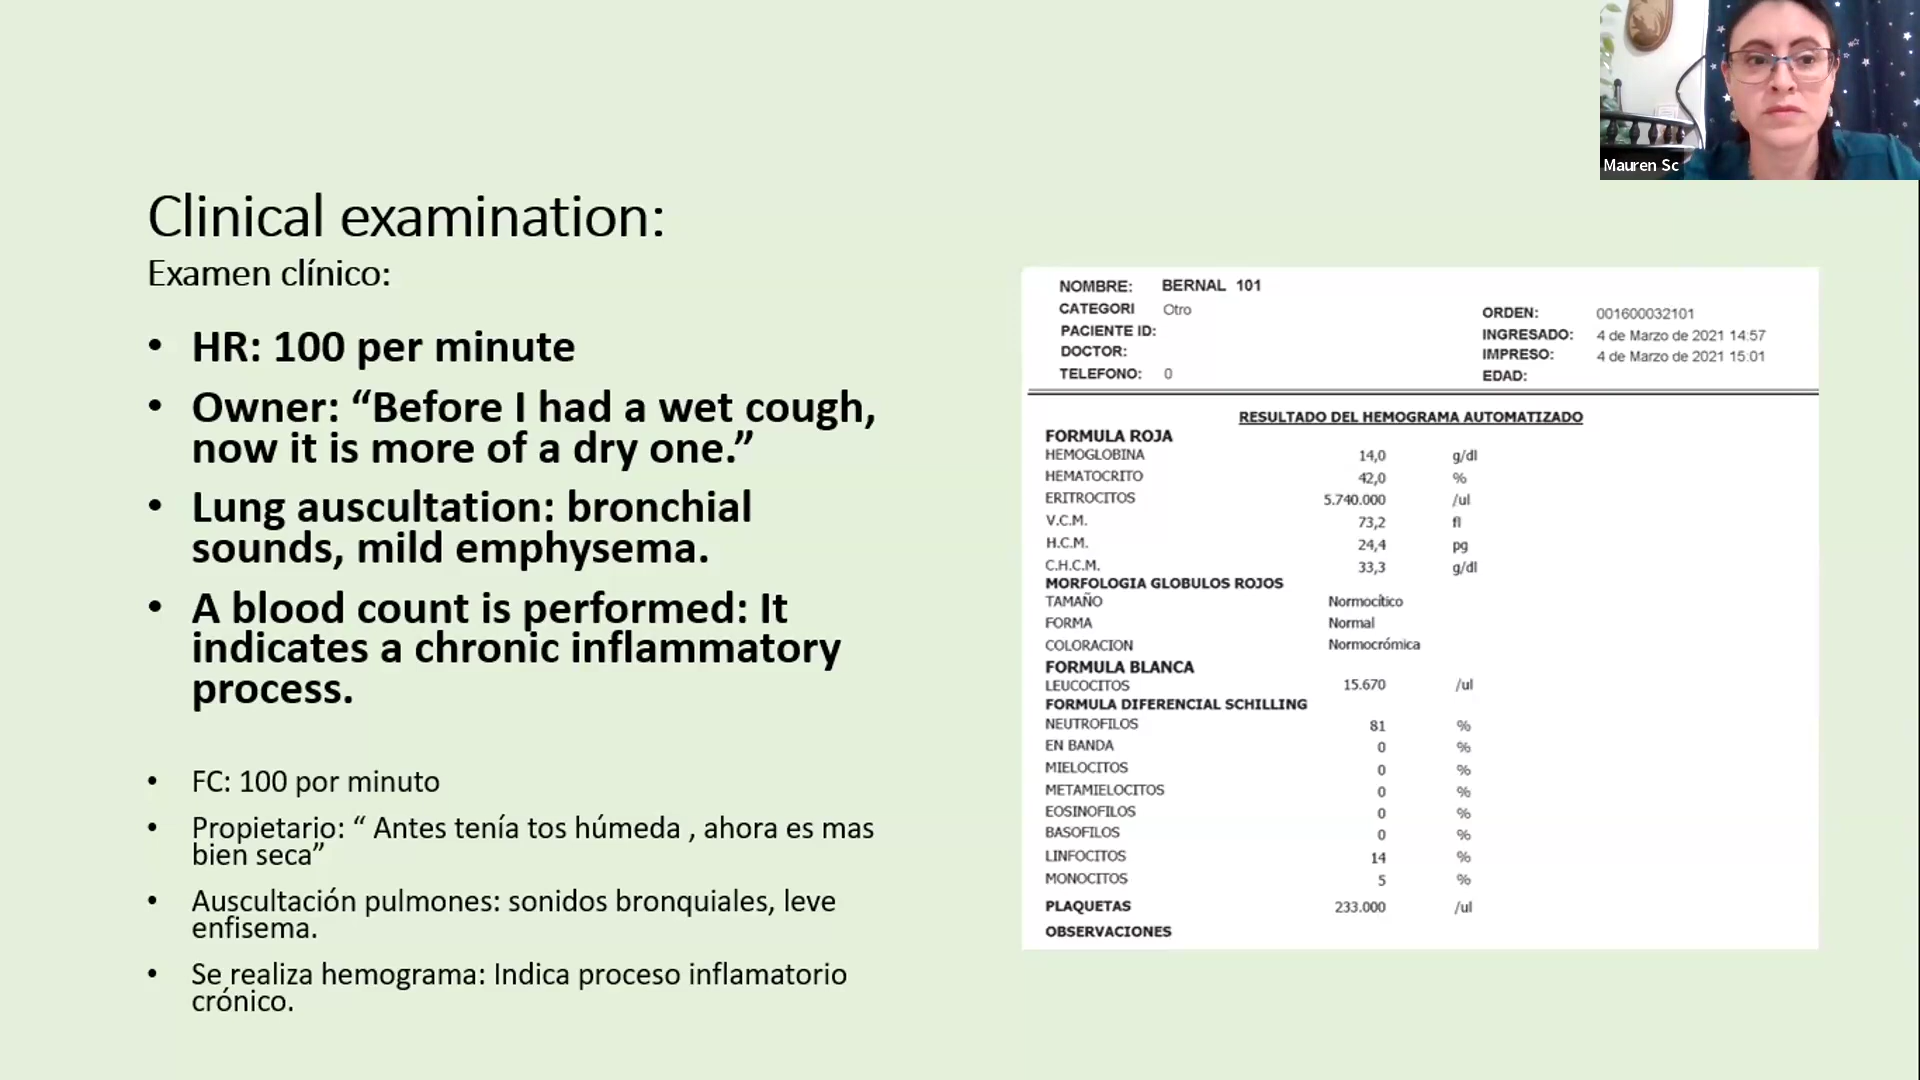 Mauren Sc
Clinical examination:
Examen clínico:
• HR: 100 per minute
• Owner: “Before I had a wet cough,
now it is more of a dry one.”
• Lung auscultation: bronchial
sounds, mild emphysema.
• A blood count is performed: It
indicates a chronic inflammatory
process.
• FC: 100 por minuto
• Propietario: “ Antes tenía tos húmeda , ahora es mas
bien seca”
• Auscultación pulmones: sonidos bronquiales, leve
enfisema.
• Se realiza hemograma: Indica proceso inflamatorio
crónico.
NOMBRE: BERNAL 101
CATEGORI Otro
PACIENTE ID:
DOCTOR:
TELEFONO: 0
ORDEN: 001600032101
INGRESADO: 4 de Marzo de 2021 14:57
IMPRESO: 4 de Marzo de 2021 15:01
EDAD:
RESULTADO DEL HEMOGRAMA AUTOMATIZADO
FORMULA ROJA
HEMOGLOBINA 14,0 g/dl
HEMATOCRITO 42,0 %
ERITROCITOS 5.740.000 /ul
V.C.M. 73,2 fl
H.C.M. 24,4 pg
C.H.C.M. 33,3 g/dl
MORFOLOGIA GLOBULOS ROJOS
TAMAÑO Normocítico
FORMA Normal
COLORACION Normocrómica
FORMULA BLANCA
LEUCOCITOS 15.670 /ul
FORMULA DIFERENCIAL SCHILLING
NEUTROFILOS 81 %
EN BANDA 0 %
MIELOCITOS 0 %
METAMIELOCITOS 0 %
EOSINOFILOS 0 %
BASOFILOS 0 %
LINFOCITOS 14 %
MONOCITOS 5 %
PLAQUETAS 233.000 /ul
OBSERVACIONES